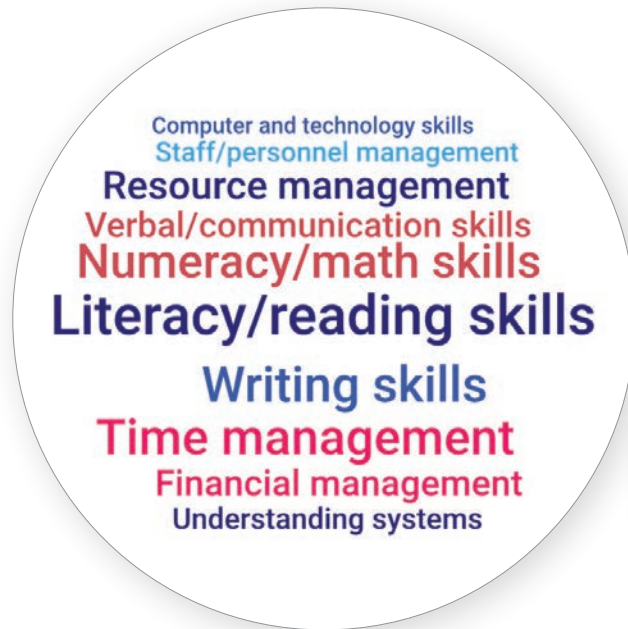 Computer and technology skills
Staff/personnel management
Resource management
Verbal/communication skills
Numeracy/math skills
Literacy/reading skills
Writing skills
Time management
Financial management
Understanding systems